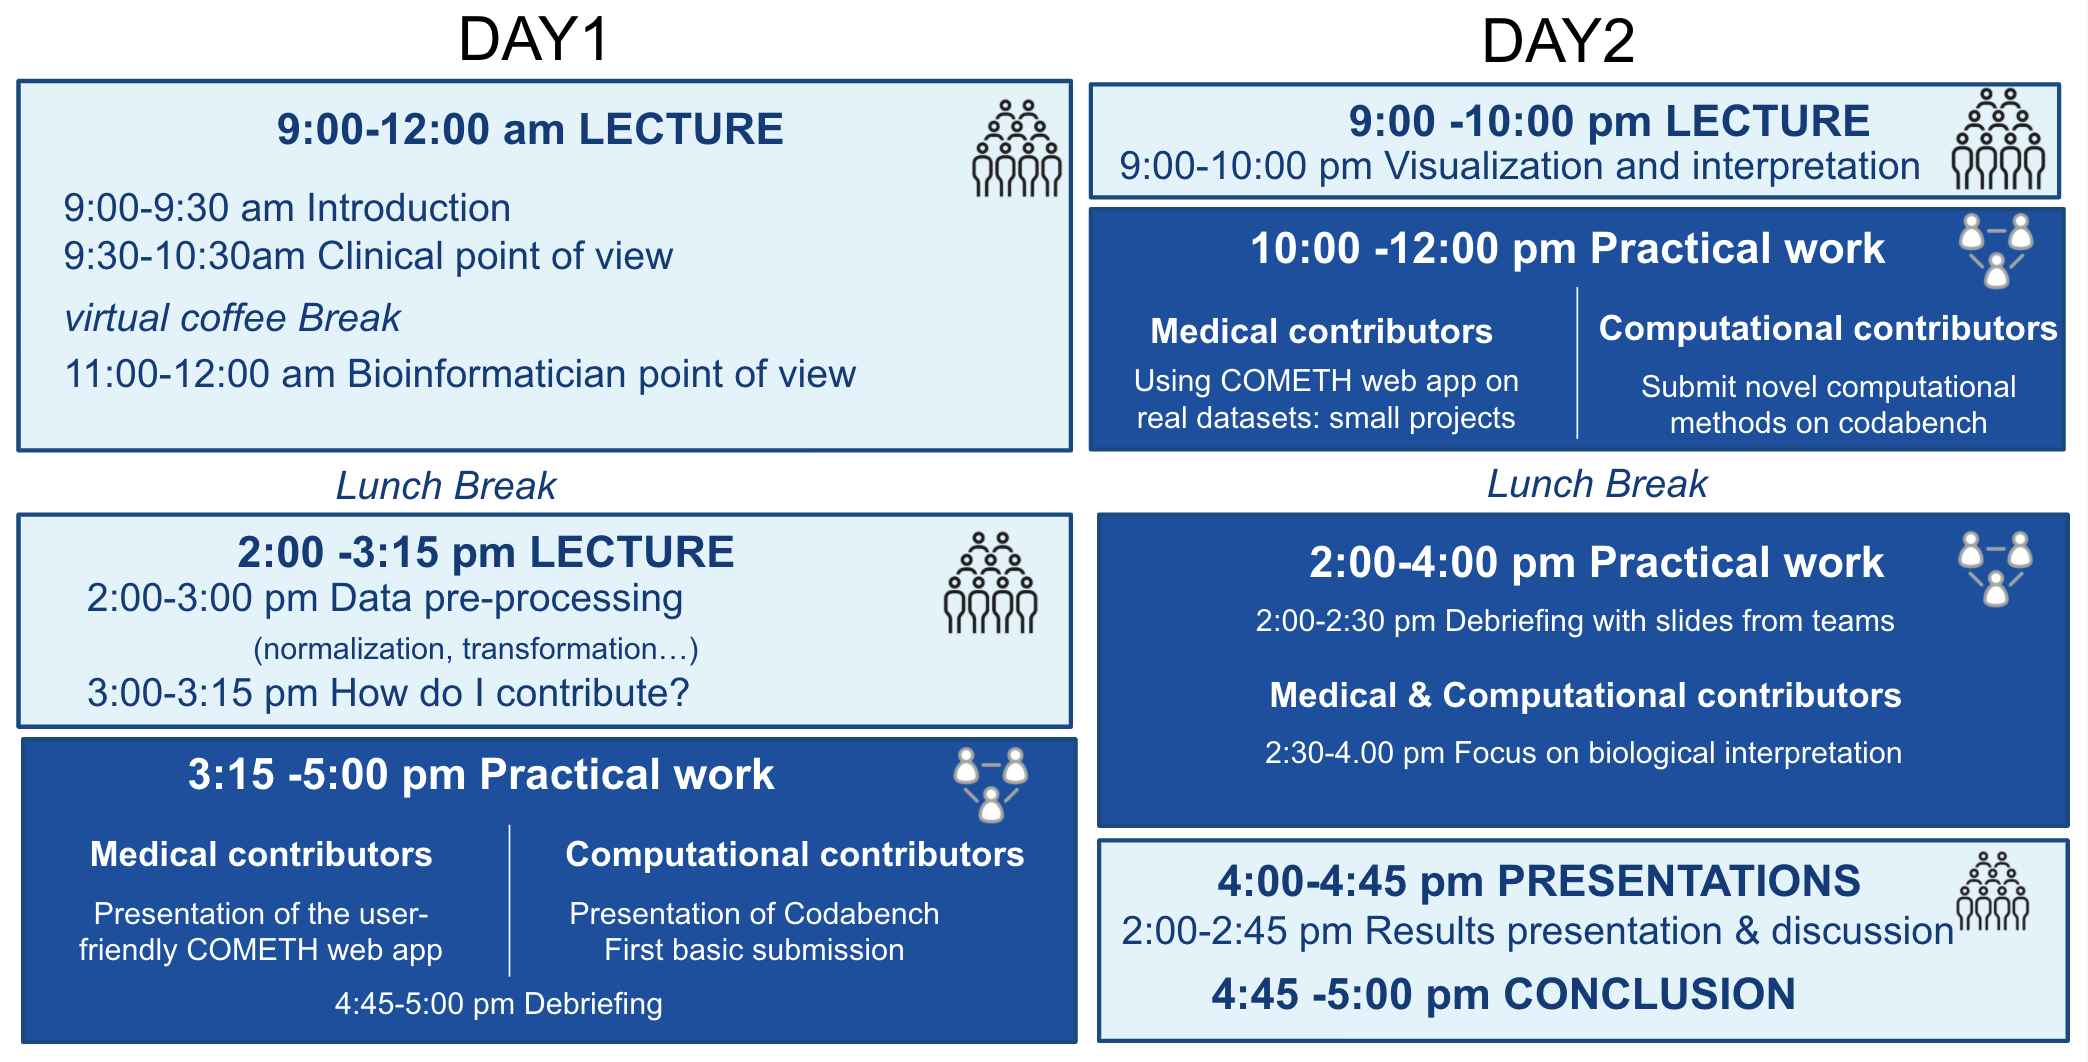 DAY1
9:00-12:00 am LECTURE
9:00-9:30 am Introduction
9:30-10:30am Clinical point of view
virtual coffee Break
11:00-12:00 am Bioinformatician point of view
Lunch Break
2:00 -3:15 pm LECTURE
2:00-3:00 pm Data pre-processing
(normalization, transformation…)
3:00-3:15 pm How do I contribute?
3:15 -5:00 pm Practical work
Medical contributors
Presentation of the user-
friendly COMETH web app
Computational contributors
Presentation of Codabench
First basic submission
4:45-5:00 pm Debriefing
DAY2
9:00 -10:00 pm LECTURE
9:00-10:00 pm Visualization and interpretation
10:00 -12:00 pm Practical work
Medical contributors
Using COMETH web app on
real datasets: small projects
Computational contributors
Submit novel computational
methods on codabench
Lunch Break
2:00-4:00 pm Practical work
2:00-2:30 pm Debriefing with slides from teams
Medical & Computational contributors
2:30-4.00 pm Focus on biological interpretation
4:00-4:45 pm PRESENTATIONS
2:00-2:45 pm Results presentation & discussion
4:45 -5:00 pm CONCLUSION